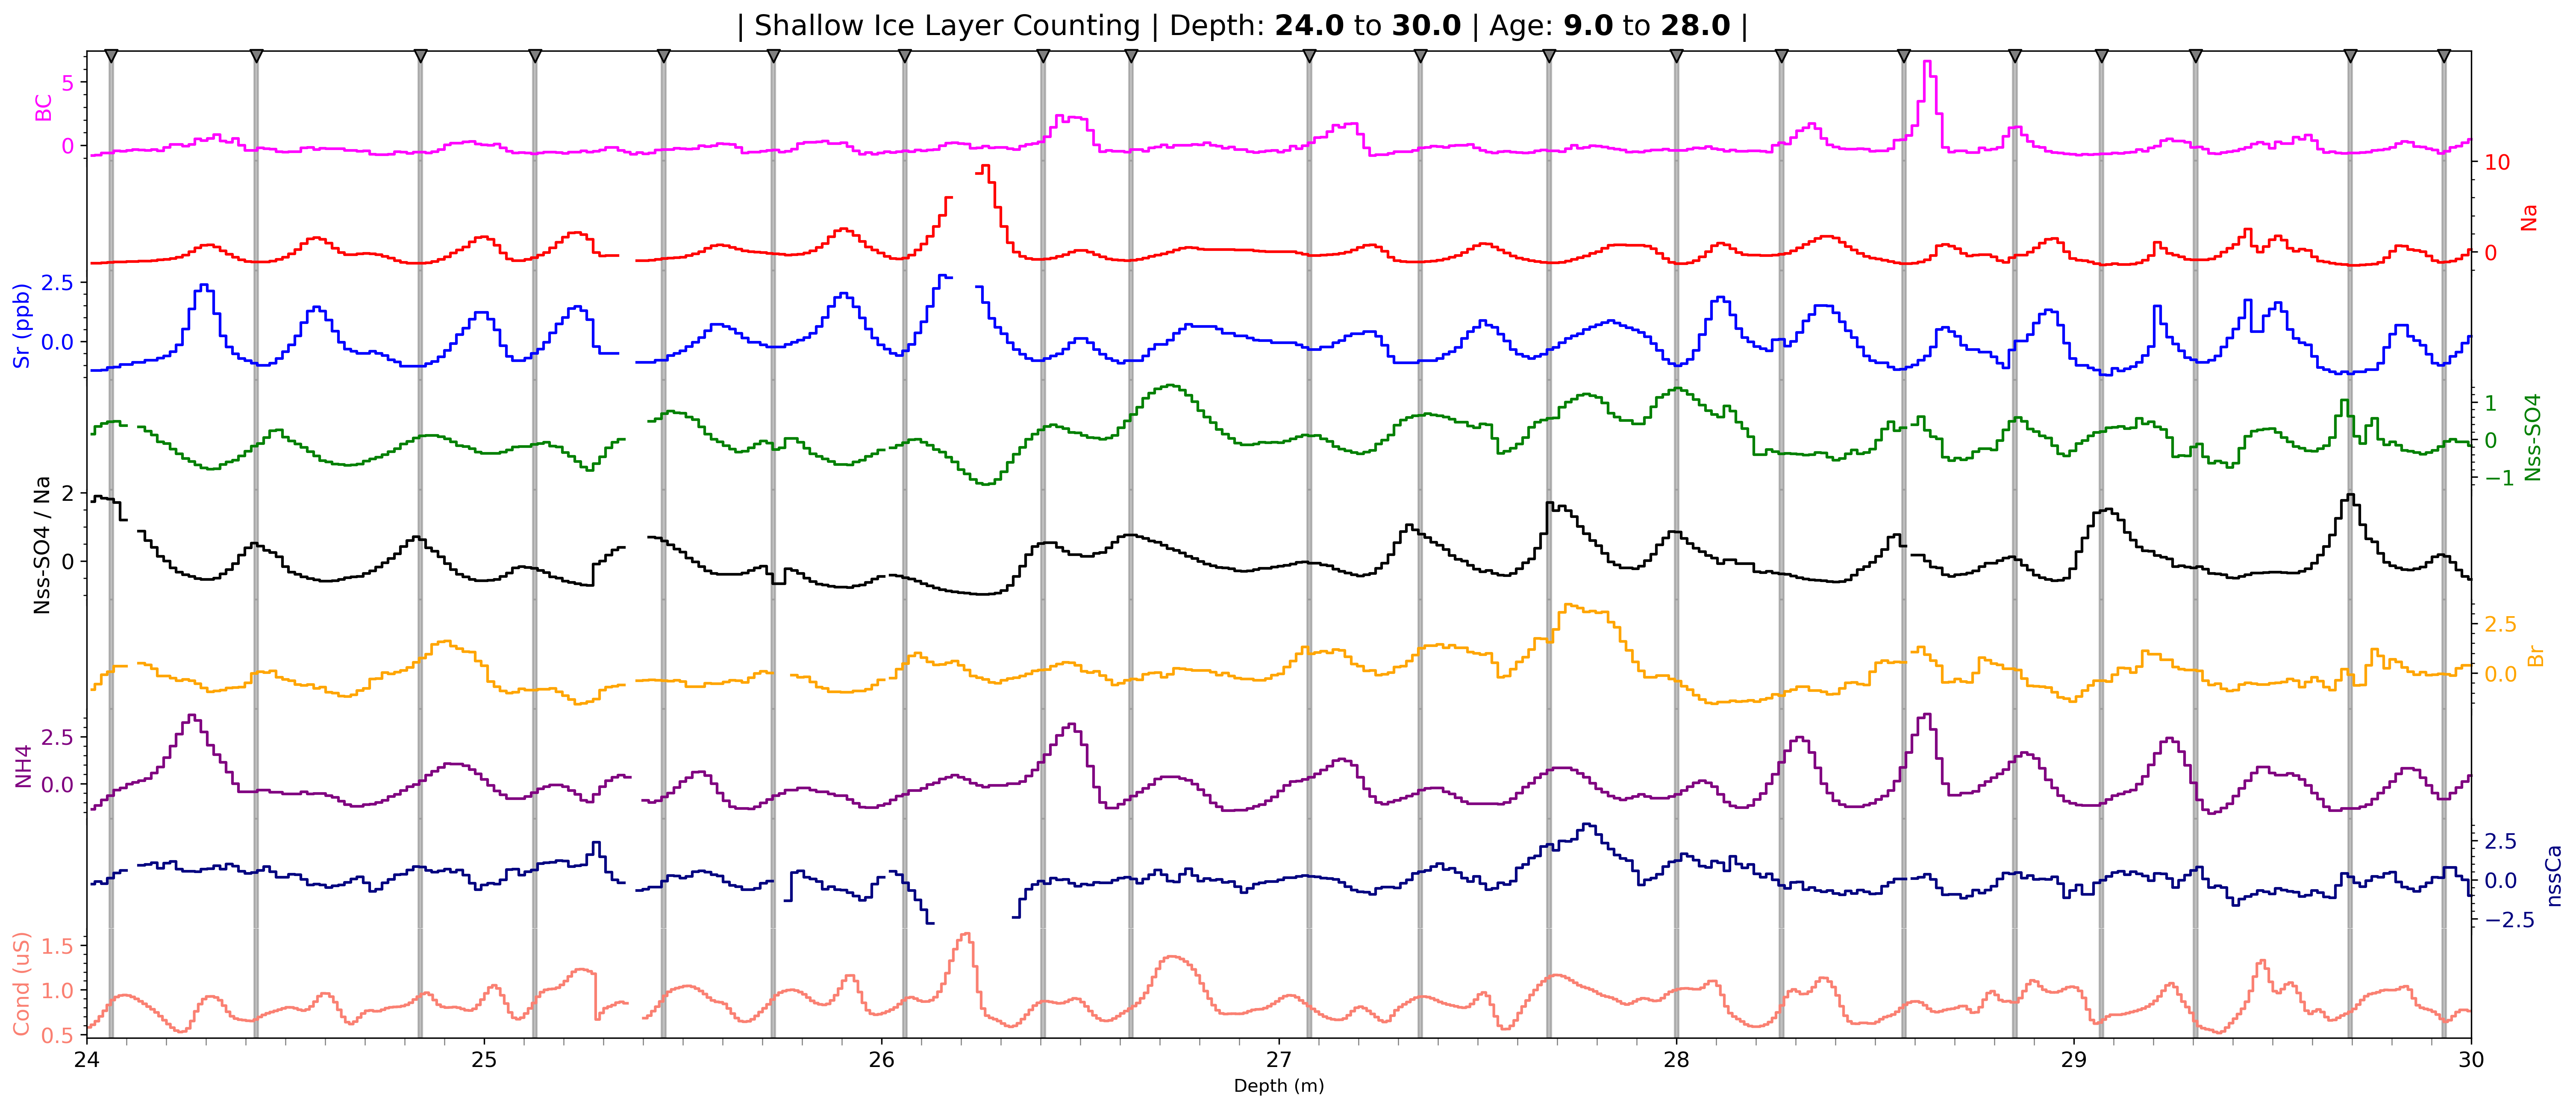 | Shallow Ice Layer Counting | Depth: 24.0 to 30.0 | Age: 9.0 to 28.0 |
BC
5
0
10
0
Na
Sr (ppb)
2.5
0.0
1
0
−1
Nss-SO4
Nss-SO4 / Na
2
0
2.5
0.0
Br
NH4
2.5
0.0
2.5
0.0
−2.5
nssCa
Cond (uS)
1.5
1.0
0.5
24 25 26 27 28 29 30
Depth (m)